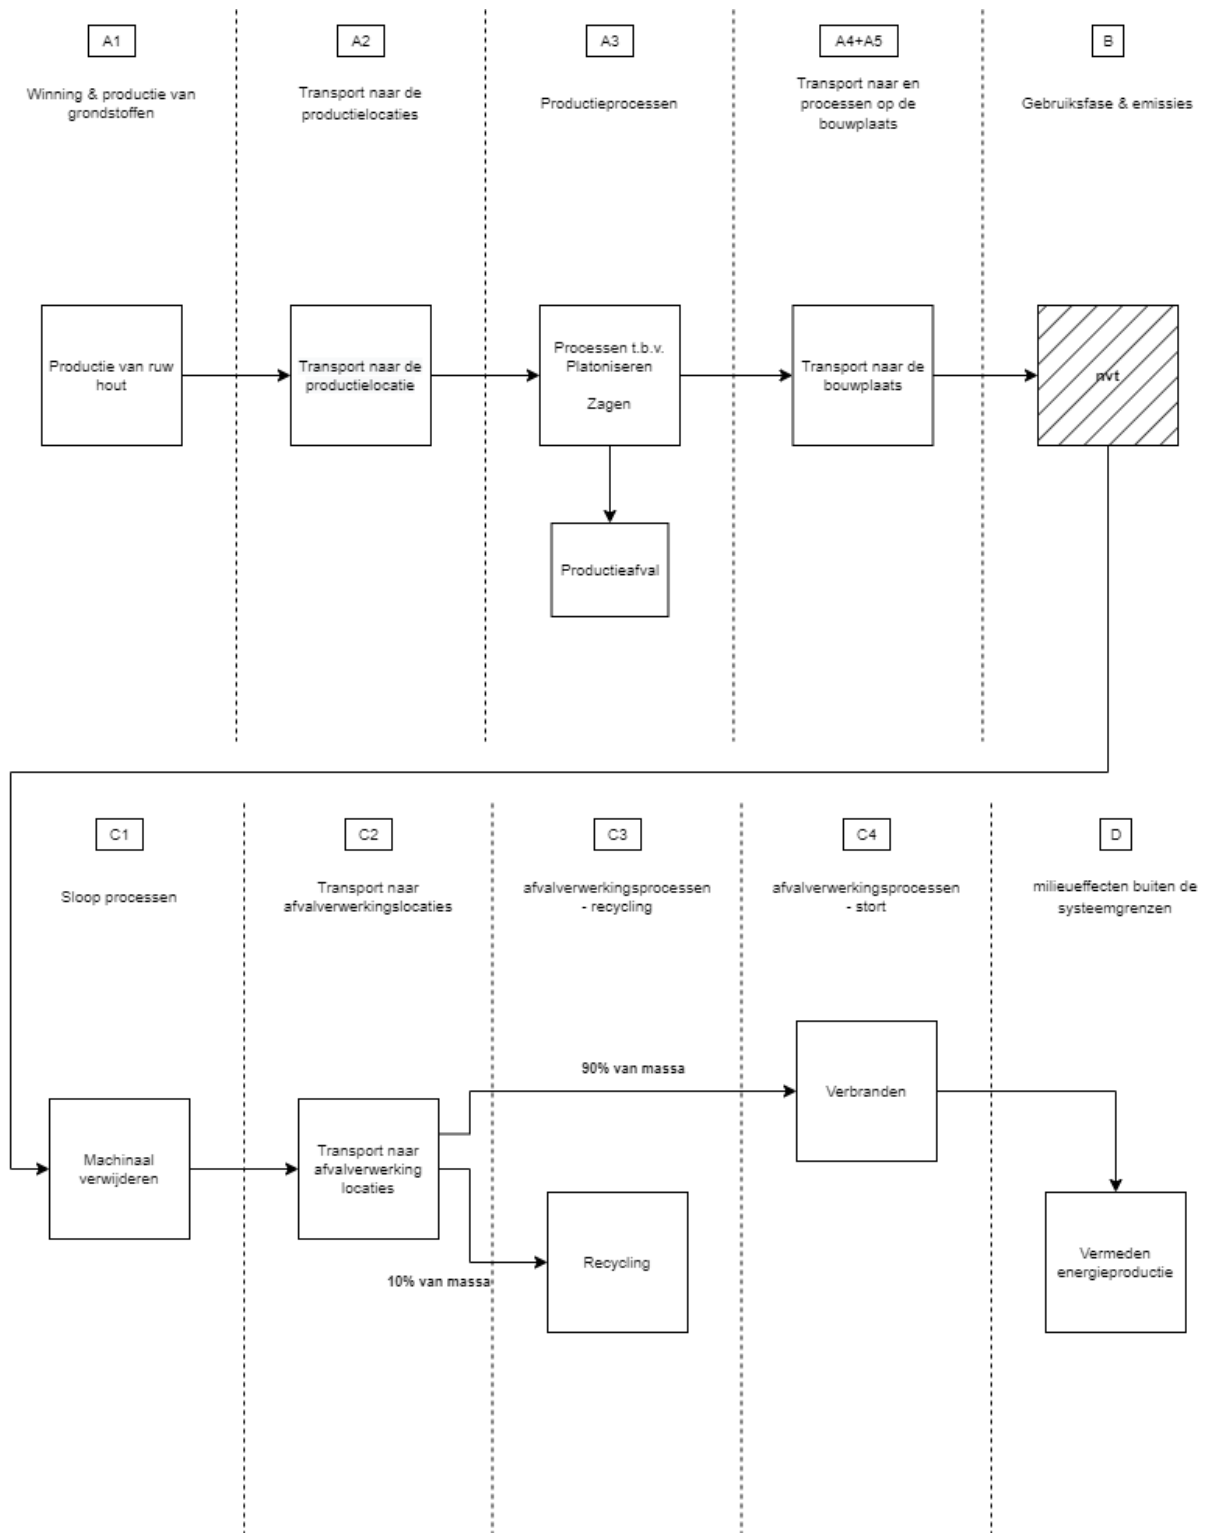 A1
A2
A3
A4+A5
B
Winning & productie van
grondstoffen
Transport naar de
productielocaties
Productieprocessen
Transport naar en
processen op de
bouwplaats
Gebruiksfase & emissies
Productie van ruw
hout
Transport naar de
productielocatie
Processen t.b.v.
Platoniseren
Zagen
Transport naar de
bouwplaats
nvt
Productieafval
C1
C2
C3
C4
D
Sloop processen
Transport naar
afvalverwerkingslocaties
afvalverwerkingsprocessen
- recycling
afvalverwerkingsprocessen
- stort
milieueffecten buiten de
systeemgrenzen
90% van massa
Verbranden
Machinaal
verwijderen
Transport naar
afvalverwerking
locaties
Recycling
Vermeden
energieproductie
10% van massa